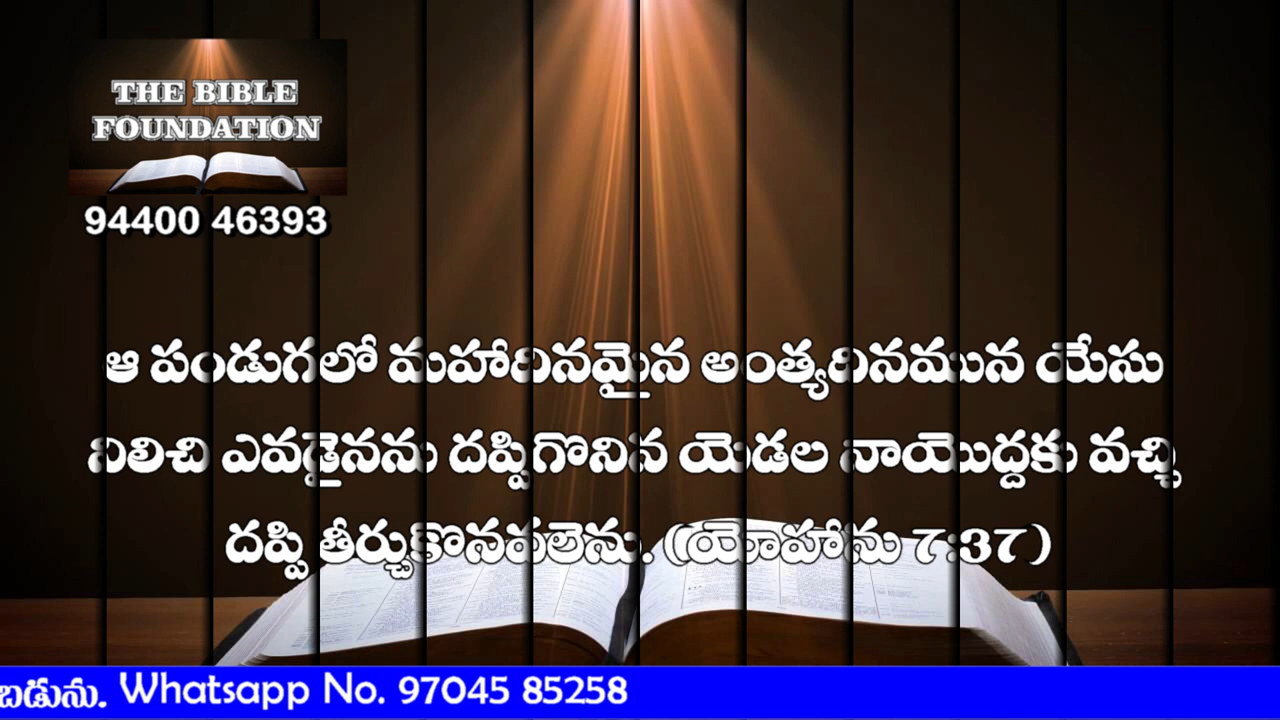 THE BIBLE
FOUNDATION
94400 46393
ఆ పండుగలో మహాదినమైన అంత్యదినమున యేసు
నిలిచి ఎవడైనను దప్పిగొనిన యెడల నాయొద్దకు వచ్చి
దప్పి తీర్చుకొనవలెను. (యోహాను 7:37)
బడును. Whatsapp No. 97045 85258